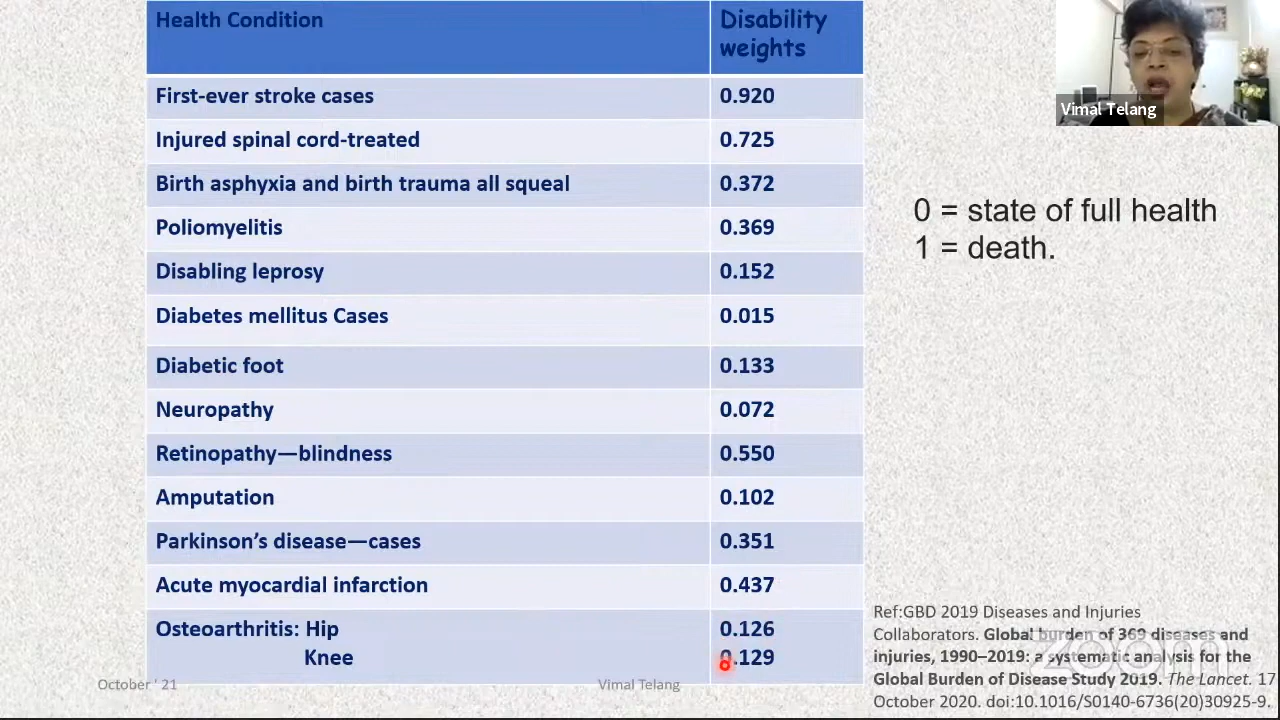 Health Condition Disability
weights
First-ever stroke cases 0.920
Injured spinal cord-treated 0.725
Birth asphyxia and birth trauma all squeal 0.372
Poliomyelitis 0.369
Disabling leprosy 0.152
Diabetes mellitus Cases 0.015
Diabetic foot 0.133
Neuropathy 0.072
Retinopathy—blindness 0.550
Amputation 0.102
Parkinson’s disease—cases 0.351
Acute myocardial infarction 0.437
Osteoarthritis: Hip 0.126
Knee 0.129
Vimal Telang
0 = state of full health
1 = death.
Ref:GBD 2019 Diseases and Injuries
Collaborators. Global burden of 369 diseases and
injuries, 1990–2019: a systematic analysis for the
Global Burden of Disease Study 2019. The Lancet. 17
October 2020. doi:10.1016/S0140-6736(20)30925-9.
zoom
October ' 21
Vimal Telang